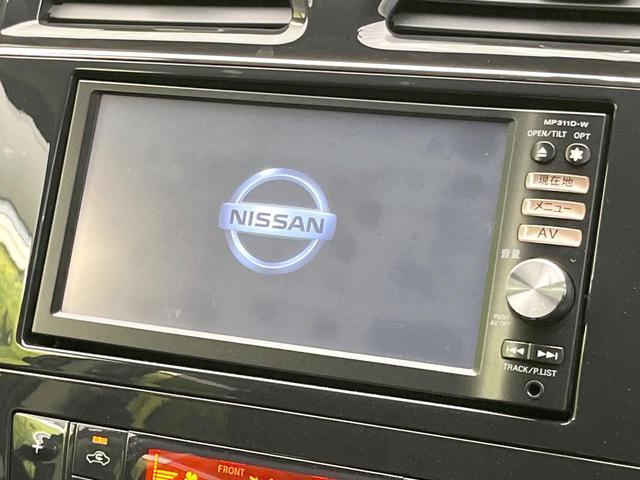 MP311D-W
OPEN/TILT OPT
現在地
メニュー
AV
音量
NISSAN
PUSH
AV OFF
TRACK/P.LIST
FRONT